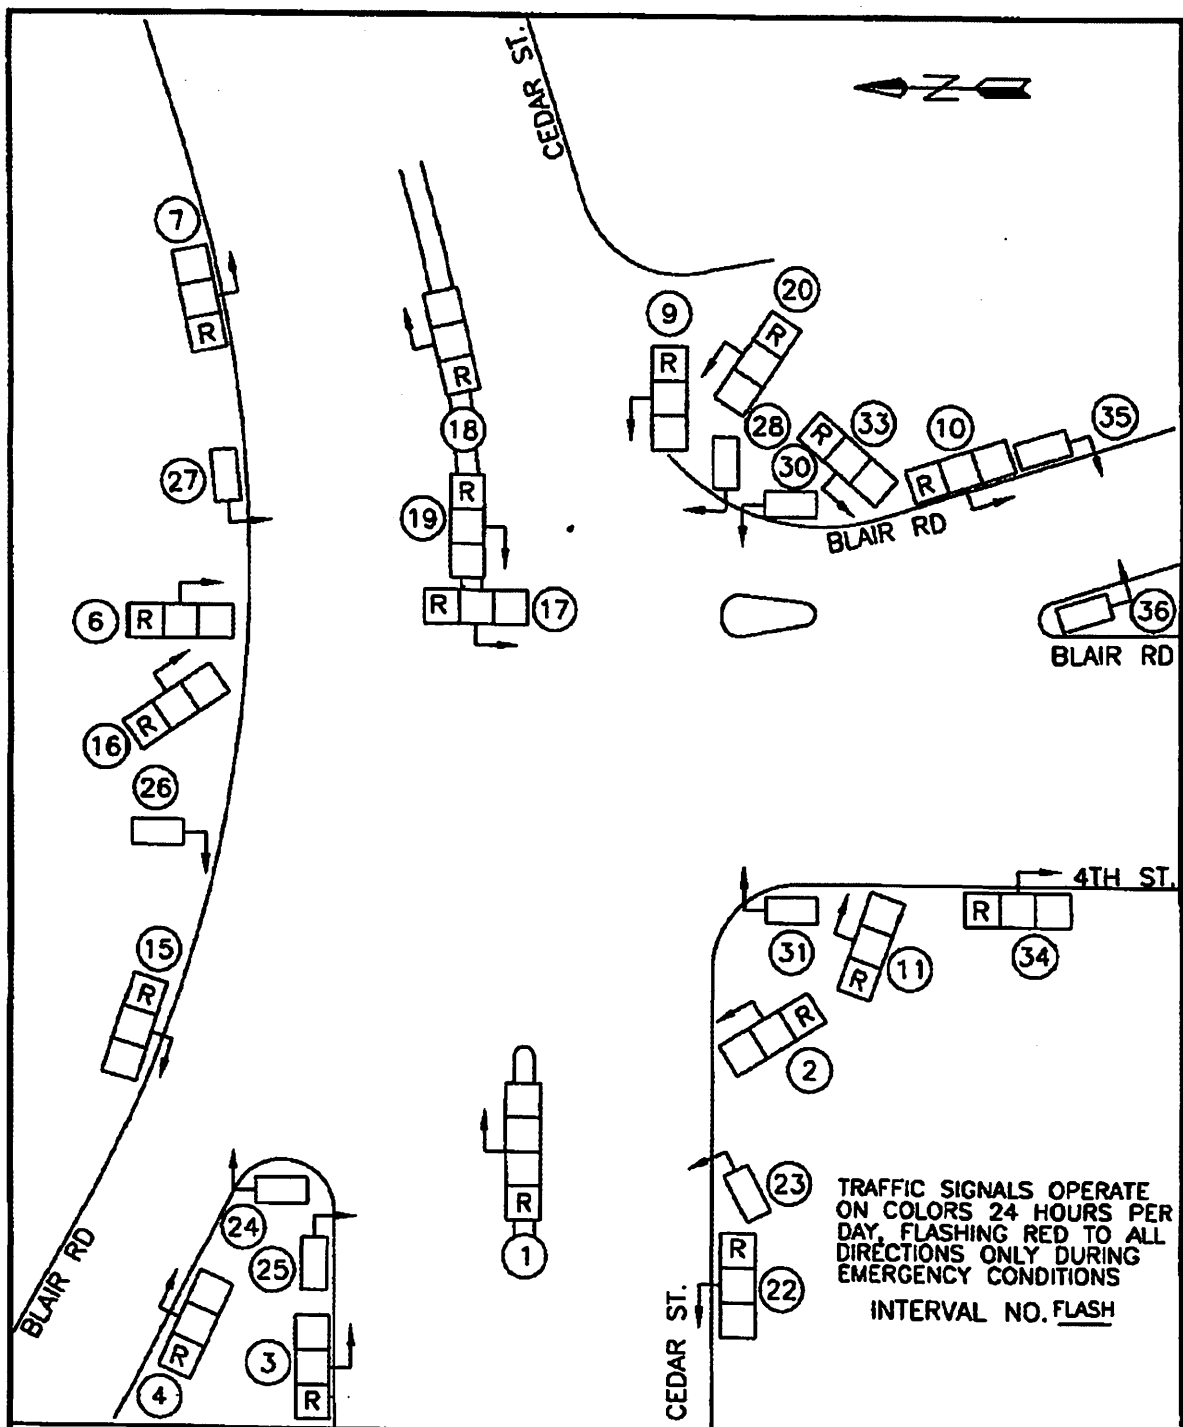 CEDAR ST.
N
7
R
20
9
R
R
R
18
28
33
R
10
35
30
R
27
R
19
BLAIR RD
R
6
R
17
36
BLAIR RD
R
16
26
4TH ST.
R
34
31
11
R
15
R
R
2
23
TRAFFIC SIGNALS OPERATE
ON COLORS 24 HOURS PER
DAY, FLASHING RED TO ALL
DIRECTIONS ONLY DURING
EMERGENCY CONDITIONS
INTERVAL NO. FLASH
24
R
1
25
R
22
BLAIR RD
R
4
3
R
CEDAR ST.